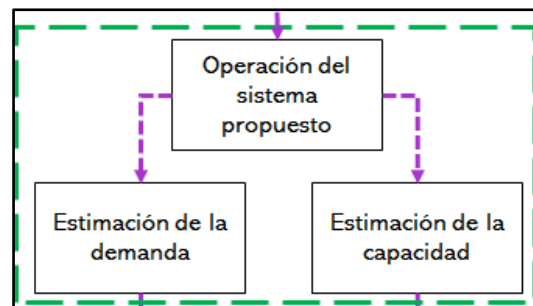 Operación del
sistema
propuesto
Estimación de la
demanda
Estimación de la
capacidad